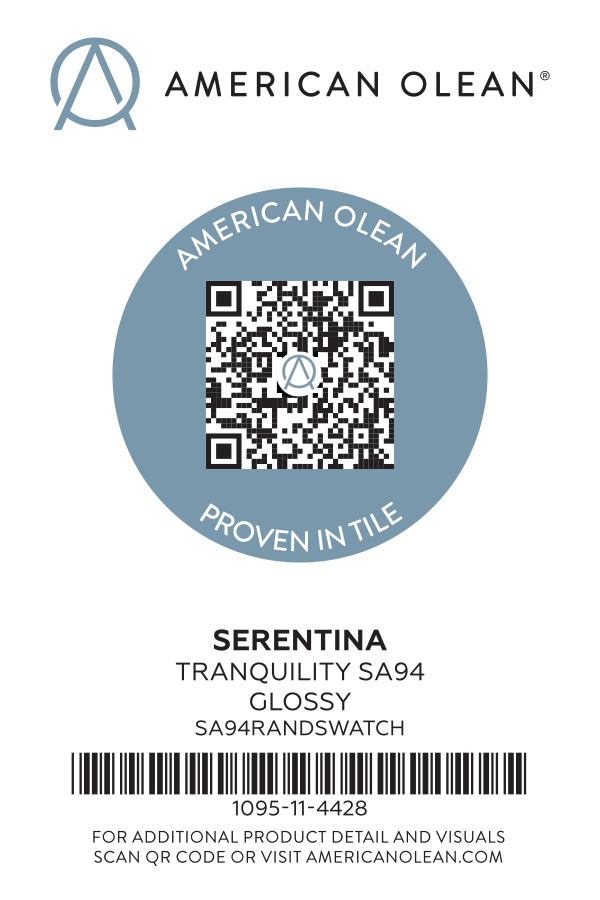 AMERICAN OLEAN®
AMERICAN OLEAN
PROVEN IN TILE
SERENTINA
TRANQUILITY SA94
GLOSSY
SA94RANDSWATCH
1095-11-4428
FOR ADDITIONAL PRODUCT DETAIL AND VISUALS
SCAN QR CODE OR VISIT AMERICANOLEAN.COM